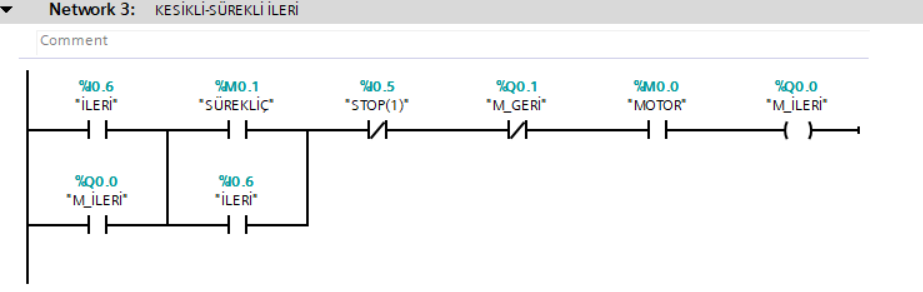 Network 3: KESİKLİ-SÜREKLİ İLERİ
Comment
%I0.6 %M0.1 %I0.5 %Q0.1 %M0.0 %Q0.0
"İLERİ" "SÜREKLİÇ" "STOP(1)" "M_GERİ" "MOTOR" "M_İLERİ"
%Q0.0 %I0.6
"M_İLERİ" "İLERİ"